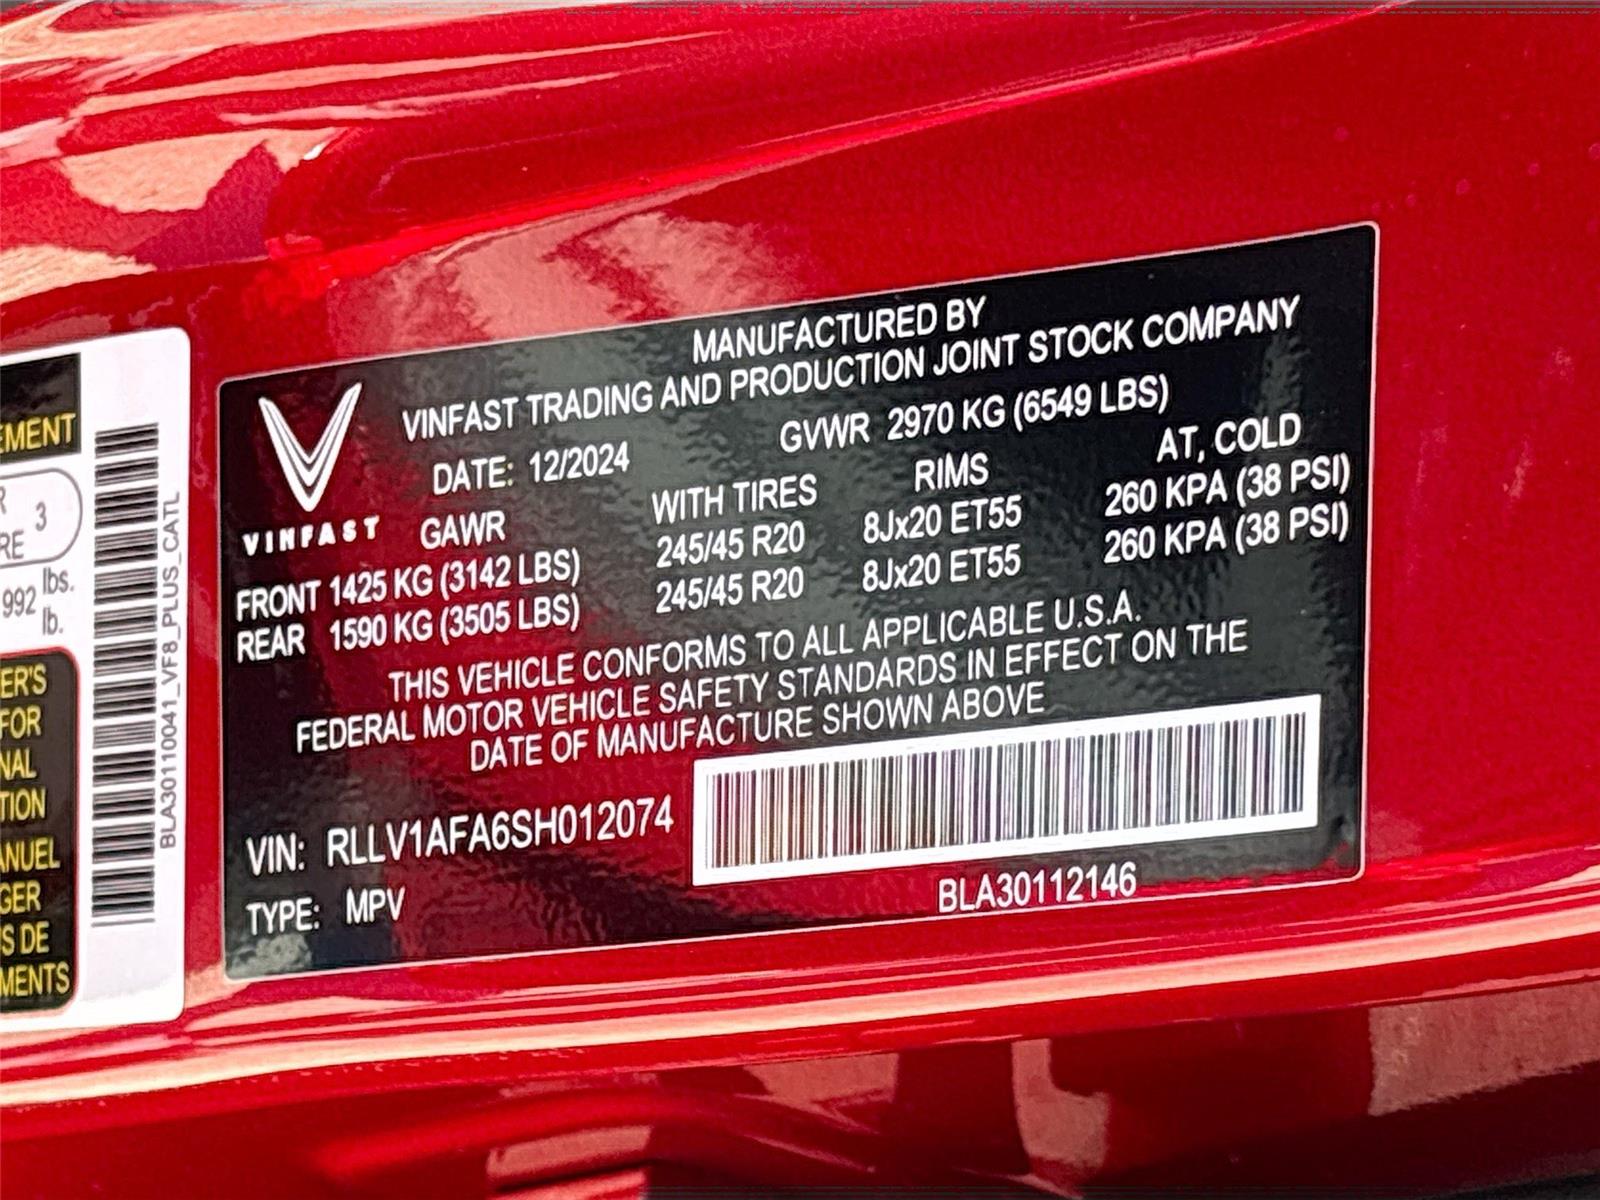 EMENT
R
RE 3
992 lbs.
lb.
ER'S
FOR
NAL
TION
ANUEL
GER
S DE
MENTS
BLA30110041_VF8_PLUS_CATL
VINFAST
MANUFACTURED BY
VINFAST TRADING AND PRODUCTION JOINT STOCK COMPANY
DATE: 12/2024 GVWR 2970 KG (6549 LBS)
GAWR WITH TIRES RIMS AT, COLD
FRONT 1425 KG (3142 LBS) 245/45 R20 8Jx20 ET55 260 KPA (38 PSI)
REAR 1590 KG (3505 LBS) 245/45 R20 8Jx20 ET55 260 KPA (38 PSI)
THIS VEHICLE CONFORMS TO ALL APPLICABLE U.S.A.
FEDERAL MOTOR VEHICLE SAFETY STANDARDS IN EFFECT ON THE
DATE OF MANUFACTURE SHOWN ABOVE
VIN: RLLV1AFA6SH012074
TYPE: MPV
BLA30112146